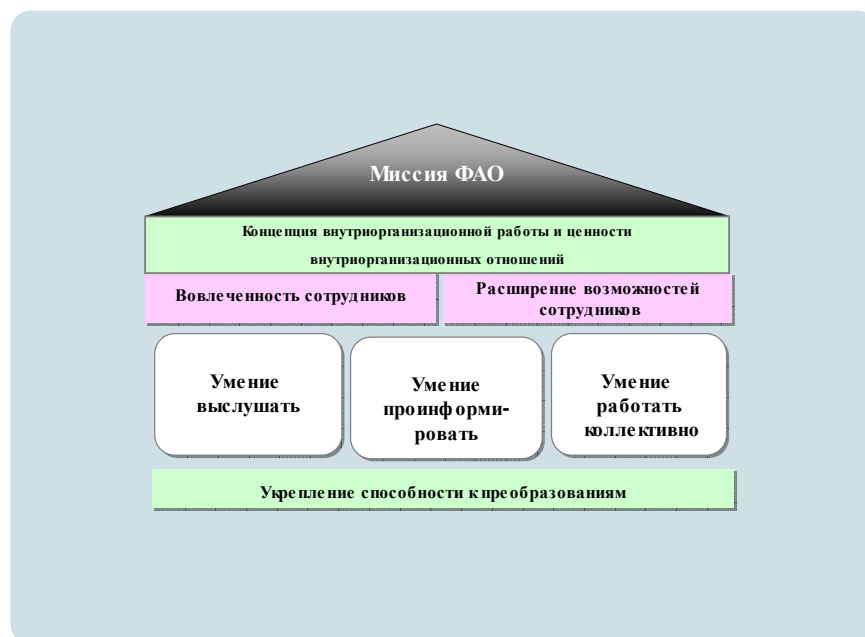 Миссия ФАО
Концепция внутриорганизационной работы и ценности
внутриорганизационных отношений
Вовлеченность сотрудников
Расширение возможностей
сотрудников
Умение
выслушать
Умение
проинформи-
ровать
Умение
работать
коллективно
Укрепление способности к преобразованиям